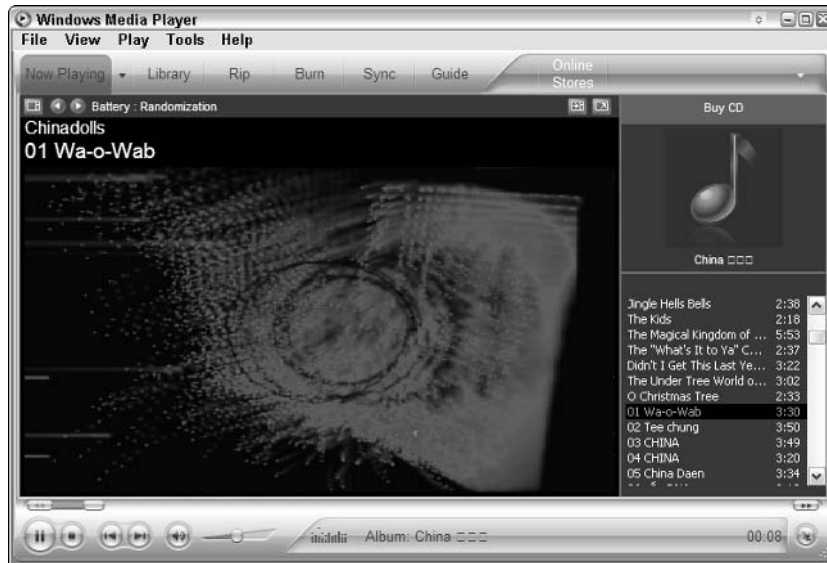 Windows Media Player
File View Play Tools Help
Now Playing Library Rip Burn Sync Guide Online Stores
Battery : Randomization
Buy CD
Chinadolls
01 Wa-o-Wab
China □□□
Jingle Hells Bells 2:38
The Kids 2:18
The Magical Kingdom of ... 5:53
The "What's It to Ya" C... 2:37
Didn't I Get This Last Ye... 3:22
The Under Tree World o... 3:02
O Christmas Tree 2:33
01 Wa-o-Wab 3:30
02 Tee chung 3:50
03 CHINA 3:49
04 CHINA 3:20
05 China Daen 3:34
Album: China □□□ 00:08